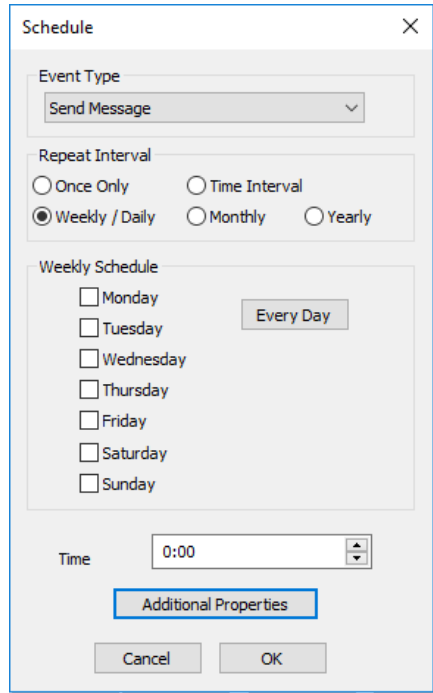 Schedule
Event Type
Send Message
Repeat Interval
Once Only Time Interval
Weekly / Daily Monthly Yearly
Weekly Schedule
Monday
Every Day
Tuesday
Wednesday
Thursday
Friday
Saturday
Sunday
Time 0:00
Additional Properties
Cancel OK